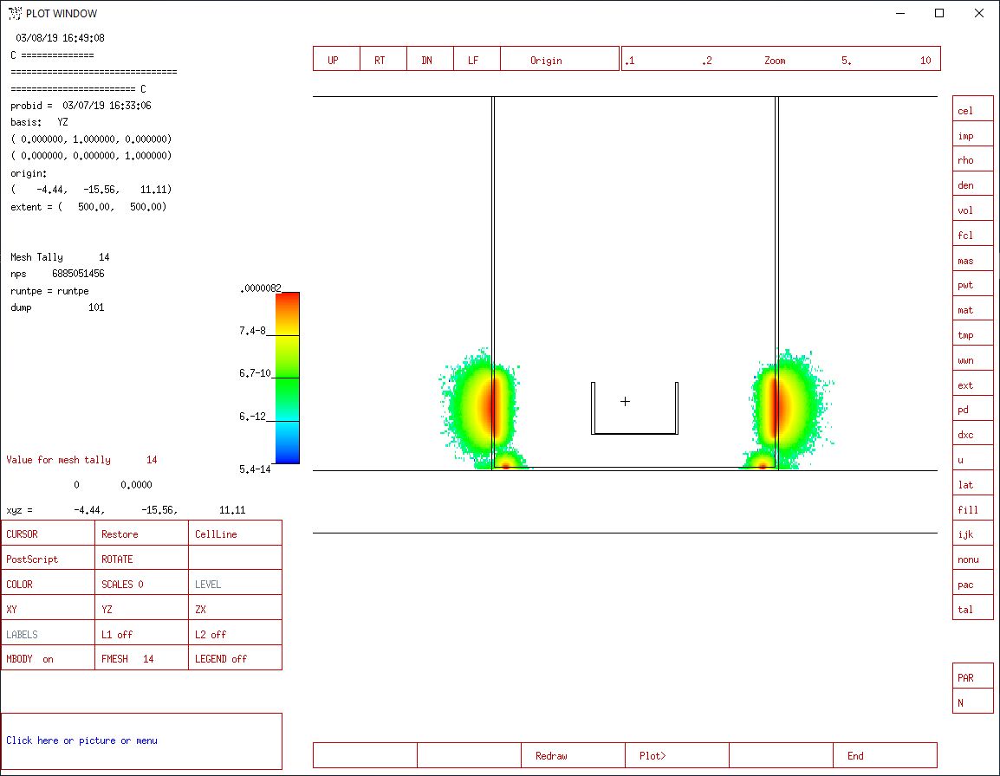 PLOT WINDOW
03/08/19 16:49:08
C ==============
================================
======================== C
probid = 03/07/19 16:33:06
basis: YZ
( 0.000000, 1.000000, 0.000000)
( 0.000000, 0.000000, 1.000000)
origin:
( -4.44, -15.56, 11.11)
extent = ( 500.00, 500.00)
Mesh Tally 14
nps 6885051456
runtpe = runtpe
dump 101
.0000082
7.4-8
6.7-10
6.-12
5.4-14
Value for mesh tally 14
0 0.0000
xyz = -4.44, -15.56, 11.11
CURSOR Restore CellLine
PostScript ROTATE
COLOR SCALES 0 LEVEL
XY YZ ZX
LABELS L1 off L2 off
MBODY on FMESH 14 LEGEND off
Click here or picture or menu
UP RT DN LF Origin .1 .2 Zoom 5. 10
cel
imp
rho
den
vol
fcl
mas
pwt
mat
tmp
wwn
ext
pd
dxc
u
lat
fill
ijk
nonu
pac
tal
PAR
N
Redraw Plot> End